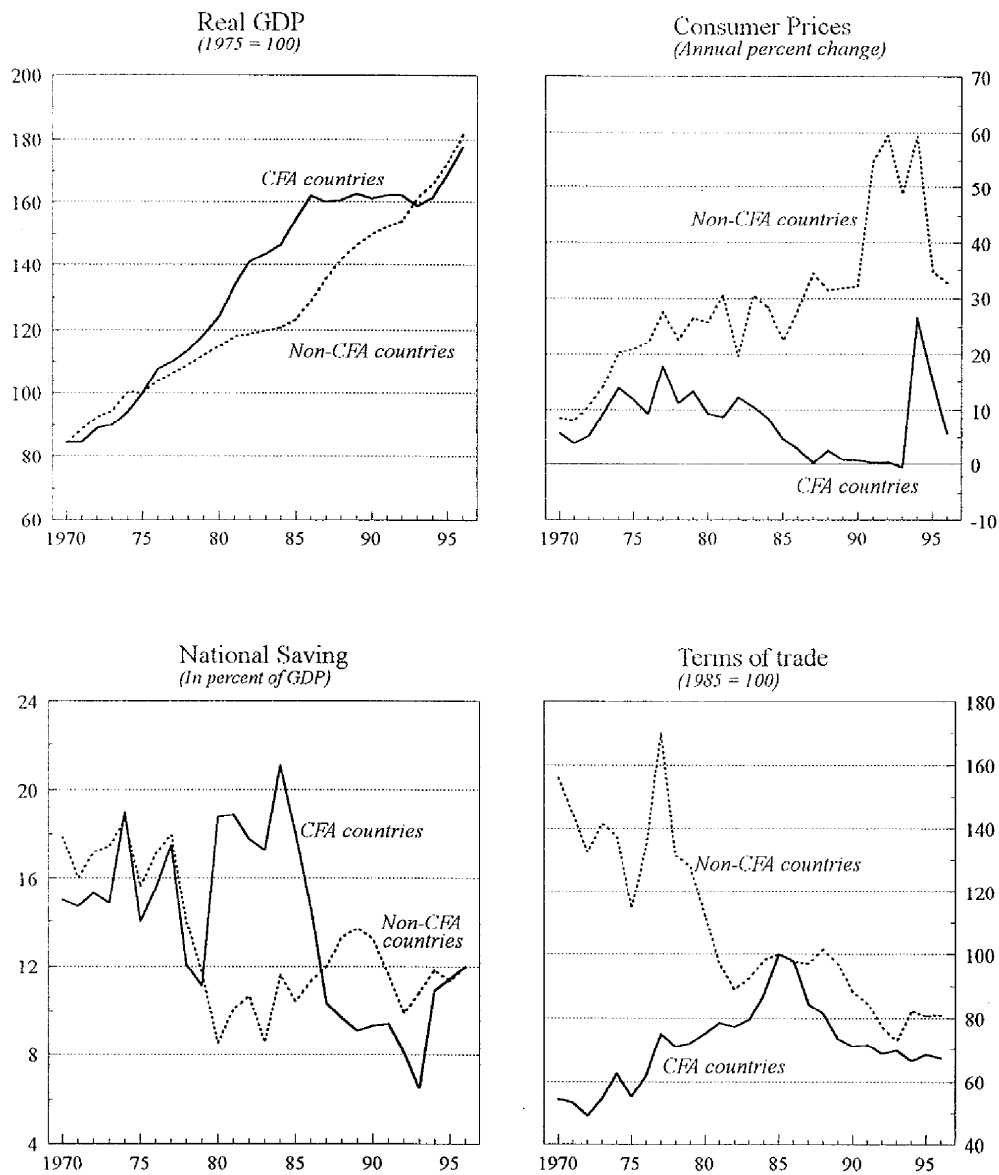 Real GDP
(1975 = 100)
200
180
160
140
120
100
80
60
CFA countries
Non-CFA countries
1970 75 80 85 90 95
Consumer Prices
(Annual percent change)
70
60
50
40
30
20
10
0
-10
Non-CFA countries
CFA countries
1970 75 80 85 90 95
National Saving
(In percent of GDP)
24
20
16
12
8
4
CFA countries
Non-CFA
countries
1970 75 80 85 90 95
Terms of trade
(1985 = 100)
180
160
140
120
100
80
60
40
Non-CFA countries
CFA countries
1970 75 80 85 90 95